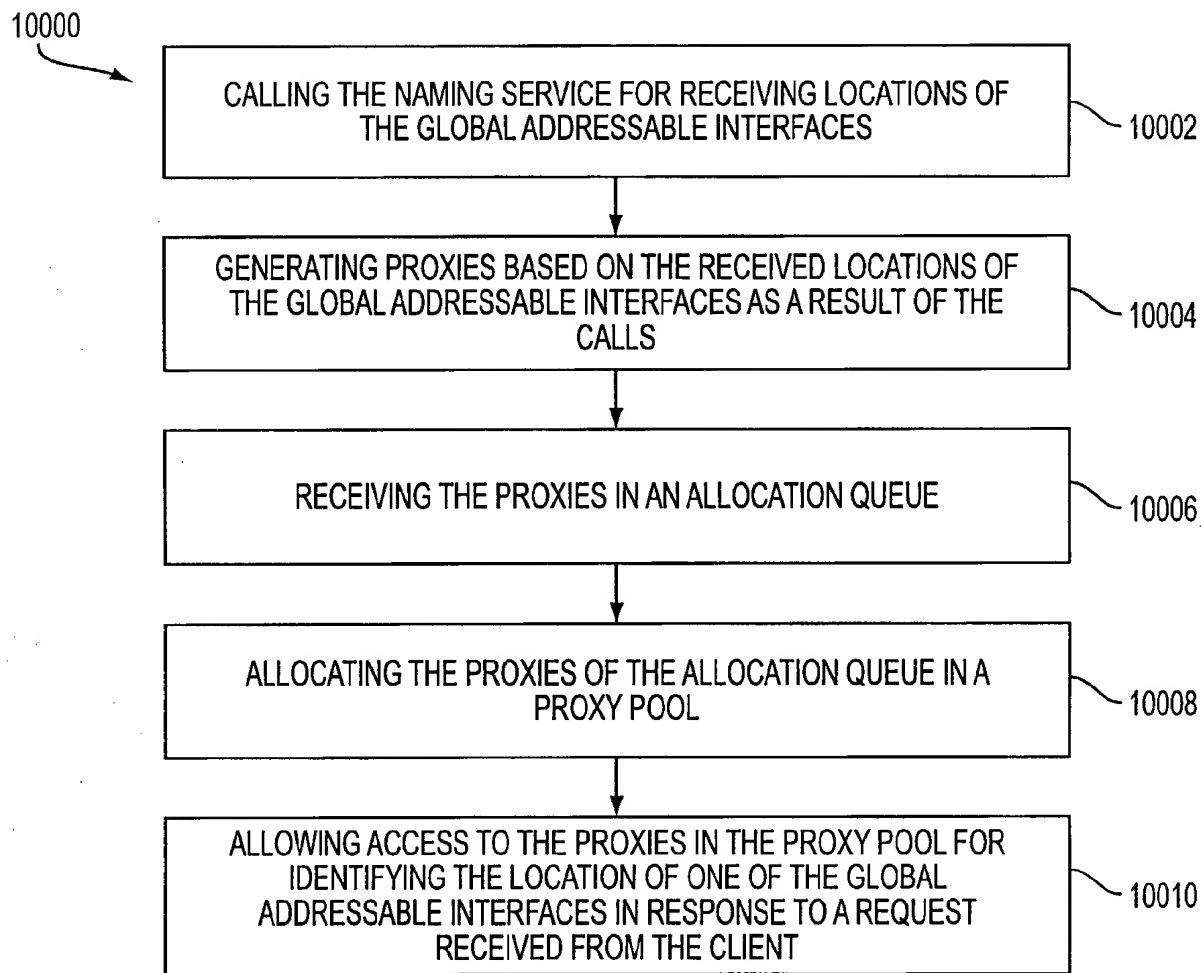 10000
CALLING THE NAMING SERVICE FOR RECEIVING LOCATIONS OF
THE GLOBAL ADDRESSABLE INTERFACES
10002
GENERATING PROXIES BASED ON THE RECEIVED LOCATIONS OF
THE GLOBAL ADDRESSABLE INTERFACES AS A RESULT OF THE
CALLS
10004
RECEIVING THE PROXIES IN AN ALLOCATION QUEUE
10006
ALLOCATING THE PROXIES OF THE ALLOCATION QUEUE IN A
PROXY POOL
10008
ALLOWING ACCESS TO THE PROXIES IN THE PROXY POOL FOR
IDENTIFYING THE LOCATION OF ONE OF THE GLOBAL
ADDRESSABLE INTERFACES IN RESPONSE TO A REQUEST
RECEIVED FROM THE CLIENT
10010